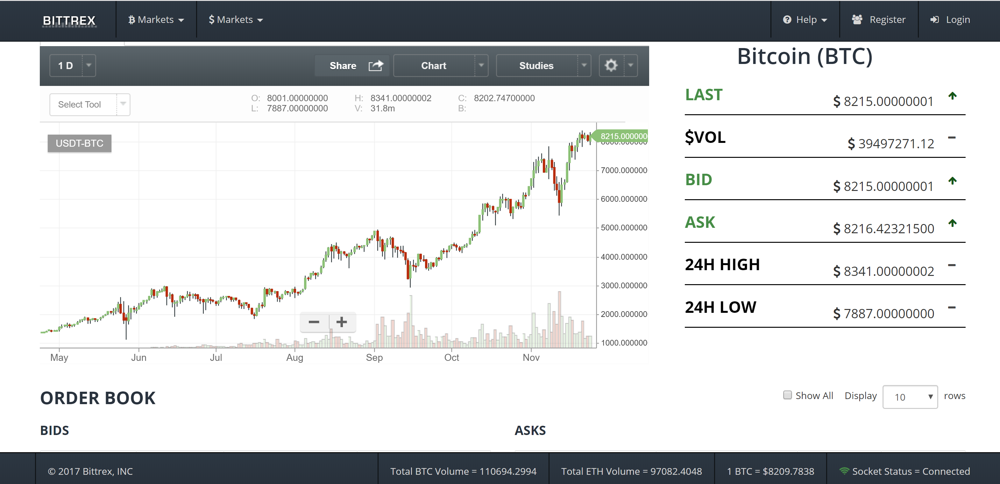 BITTREX
Markets
$ Markets
Help
Register
Login
1 D
Share
Chart
Studies
Select Tool
O: 8001.00000000 H: 8341.00000002 C: 8202.74700000
L: 7887.00000000 V: 31.8m B:
USDT-BTC
8215.000000
8000.000000
7000.000000
6000.000000
5000.000000
4000.000000
3000.000000
2000.000000
1000.000000
May Jun Jul Aug Sep Oct Nov
Bitcoin (BTC)
LAST $ 8215.00000001
$VOL $ 39497271.12
BID $ 8215.00000001
ASK $ 8216.42321500
24H HIGH $ 8341.00000002
24H LOW $ 7887.00000000
ORDER BOOK
Show All Display 10 rows
BIDS
ASKS
© 2017 Bittrex, INC
Total BTC Volume = 110694.2994
Total ETH Volume = 97082.4048
1 BTC = $8209.7838
Socket Status = Connected